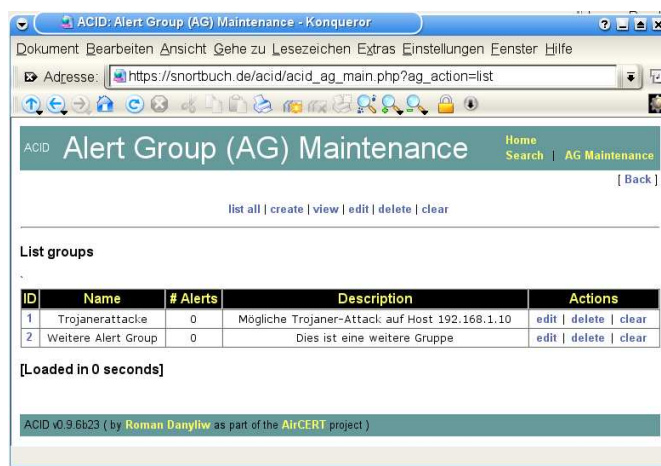 ACID: Alert Group (AG) Maintenance - Konqueror
Dokument Bearbeiten Ansicht Gehe zu Lesezeichen Extras Einstellungen Fenster Hilfe
Adresse: https://snortbuch.de/acid/acid_ag_main.php?ag_action=list
ACID Alert Group (AG) Maintenance
Home
Search | AG Maintenance
[ Back ]
list all | create | view | edit | delete | clear
List groups
ID Name # Alerts Description Actions
1 Trojanerattacke 0 Mögliche Trojaner-Attack auf Host 192.168.1.10 edit | delete | clear
2 Weitere Alert Group 0 Dies ist eine weitere Gruppe edit | delete | clear
[Loaded in 0 seconds]
ACID v0.9.6b23 ( by Roman Danyliw as part of the AirCERT project )